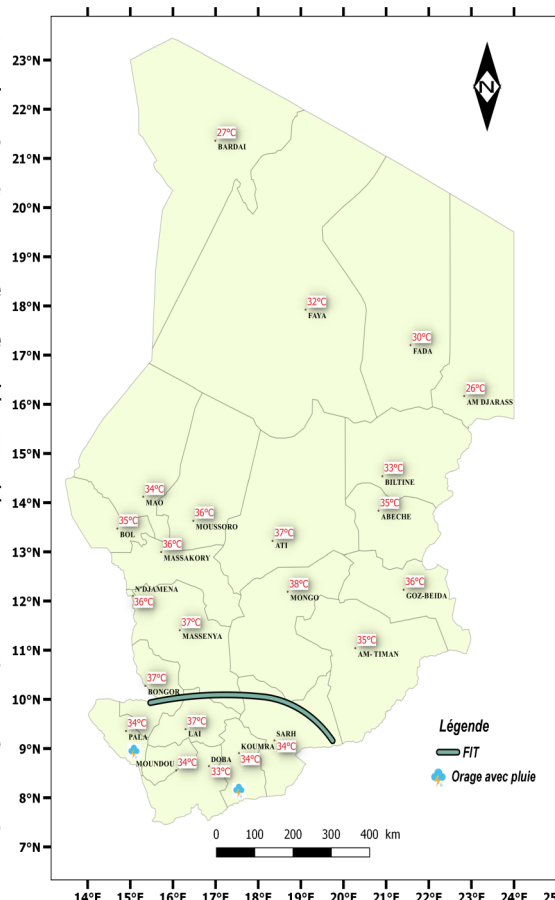 23°N
22°N
21°N
20°N
19°N
18°N
17°N
16°N
15°N
14°N
13°N
12°N
11°N
10°N
9°N
8°N
7°N
N
27°C
BARDAI
32°C
FAYA
30°C
FADA
26°C
AM DJARASS
33°C
BILTINE
34°C
MAO
35°C
ABECHE
36°C
MOUSSORO
35°C
BOL
37°C
ATI
36°C
MASSAKORY
38°C
MONGO
36°C
GOZ-BEIDA
N'DJAMENA
36°C
37°C
MASSENYA
35°C
AM- TIMAN
37°C
BONGOR
34°C
PALA
37°C
LAI
SARH
34°C
KOUMRA
34°C
MOUNDOU
34°C
DOBA
33°C
Légende
FIT
Orage avec pluie
0 100 200 300 400 km
14°E 15°E 16°E 17°E 18°E 19°E 20°E 21°E 22°E 23°E 24°E